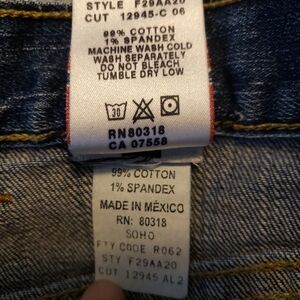 STYLE F29AA20
CUT 12945-C 06
99% COTTON
1% SPANDEX
MACHINE WASH COLD
WASH SEPARATELY
DO NOT BLEACH
TUMBLE DRY LOW
30
RN80318
CA 07558
99% COTTON
1% SPANDEX
MADE IN MÉXICO
RN: 80318
SOHO
FTY CODE R062
STY F29AA20
CUT 12945 AL2